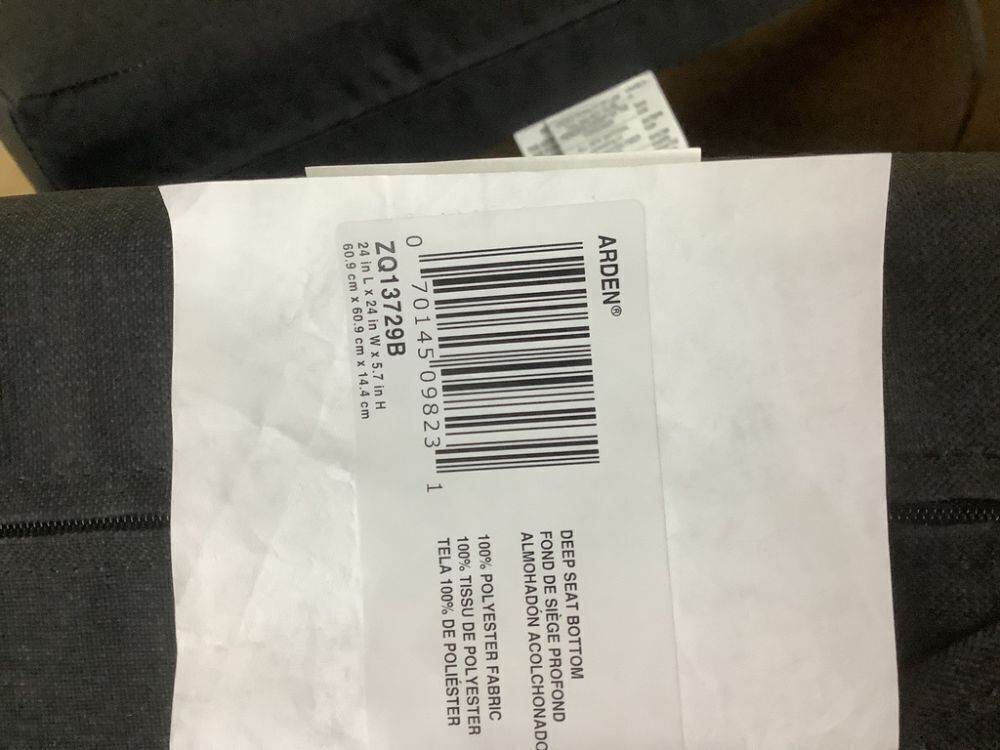 ARDEN®
0 70145 09823 1
ZQ13729B
24 in L x 24 in W x 5.7 in H
60.9 cm x 60.9 cm x 14.4 cm
DEEP SEAT BOTTOM
FOND DE SIÈGE PROFOND
ALMOHADÓN ACOLCHONADO
100% POLYESTER FABRIC
100% TISSU DE POLYESTER
TELA 100% DE POLIÉSTER